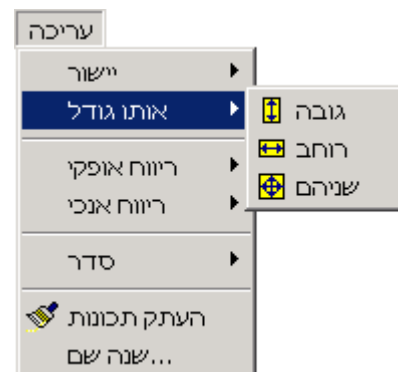 עריכה
יישור
אותו גודל
גובה
רוחב
שניהם
ריווח אופקי
ריווח אנכי
סדר
העתק תכונות
שנה שם...